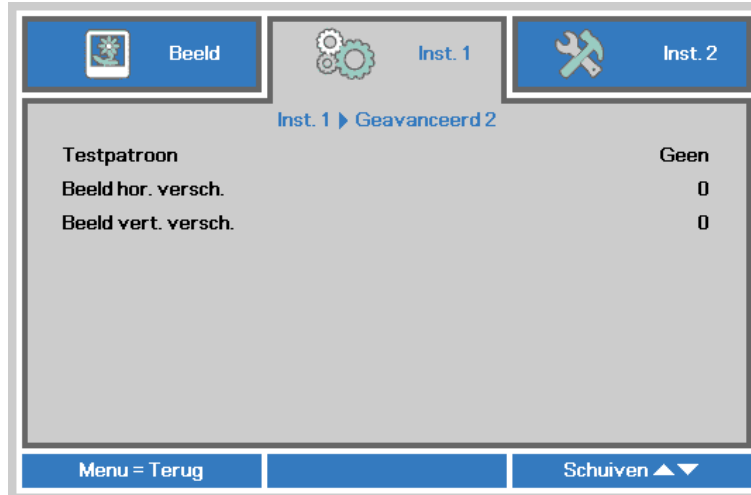 Beeld
Inst. 1
Inst. 2
Inst. 1 ▶ Geavanceerd 2
Testpatroon Geen
Beeld hor. versch. 0
Beeld vert. versch. 0
Menu = Terug
Schuiven ▲▼